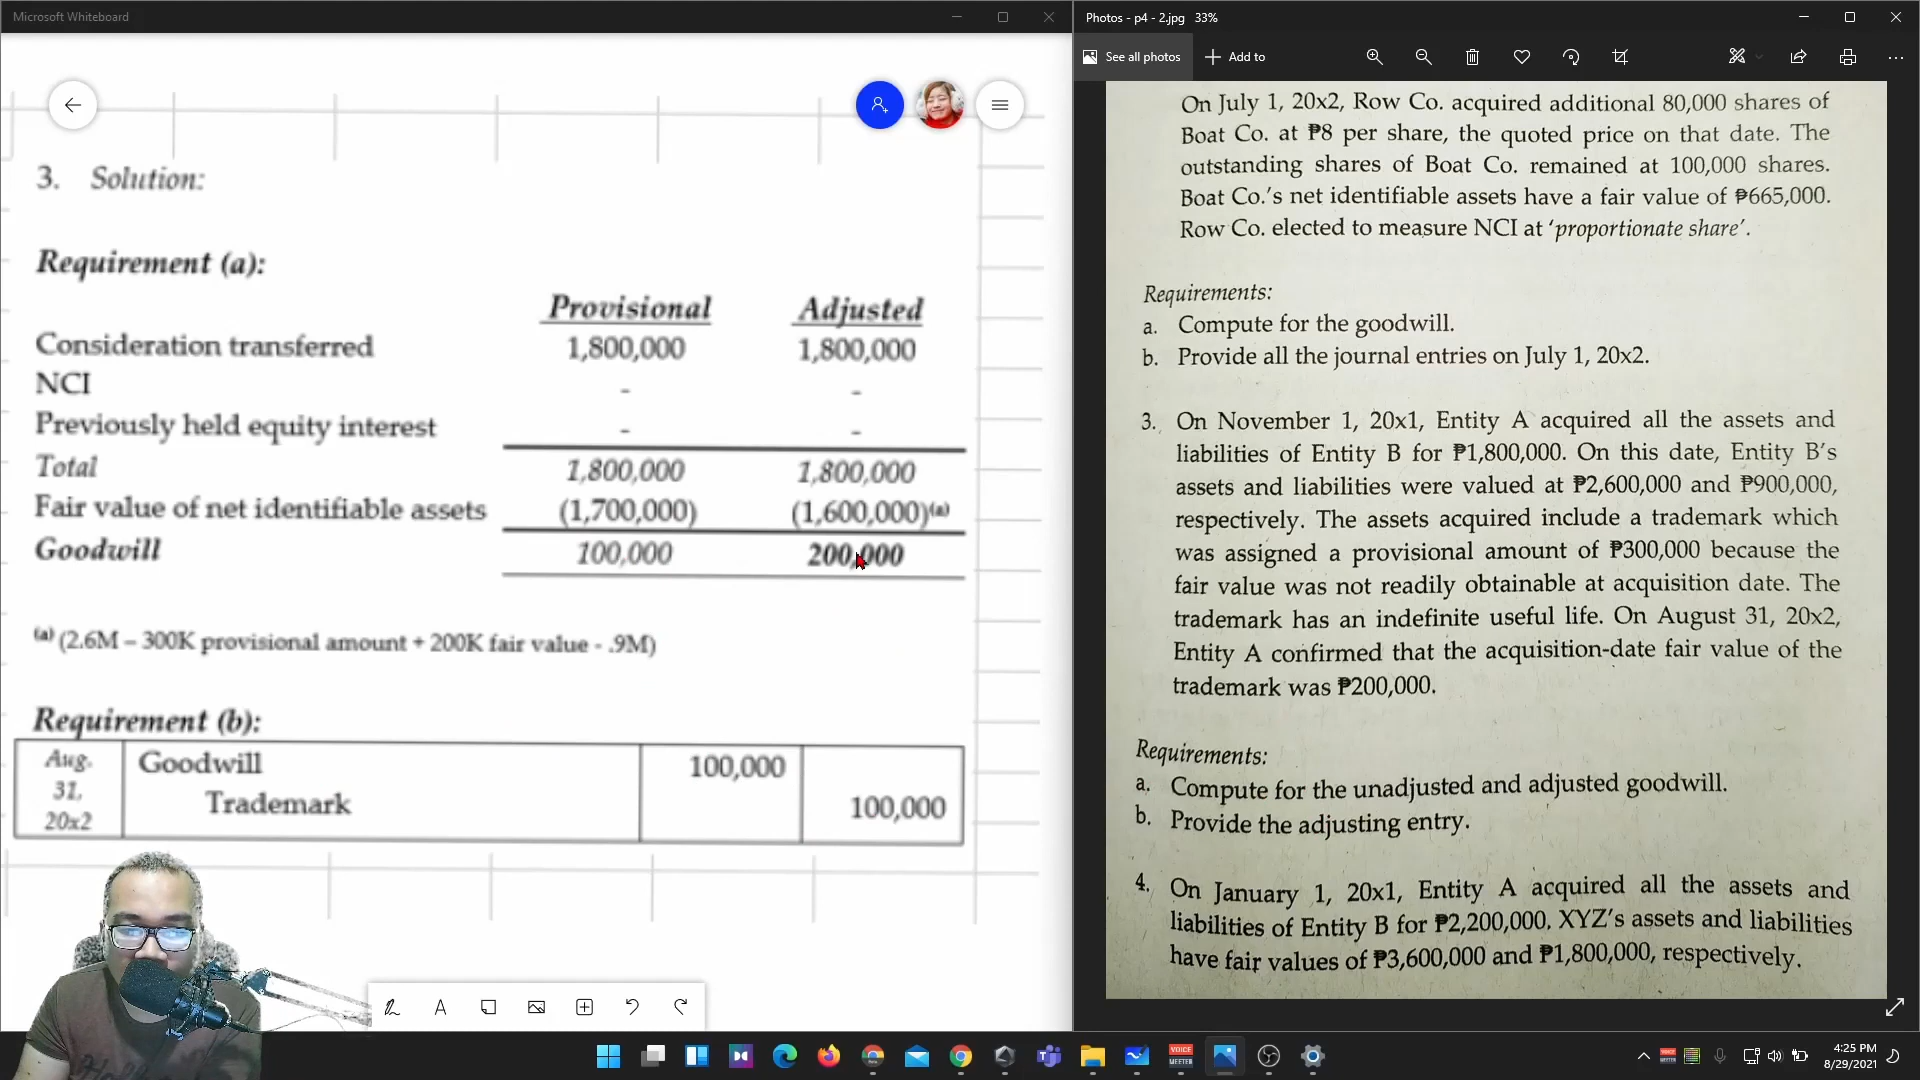 Microsoft Whiteboard
3. Solution:
Requirement (a):
Provisional Adjusted
Consideration transferred 1,800,000 1,800,000
NCI - -
Previously held equity interest - -
Total 1,800,000 1,800,000
Fair value of net identifiable assets (1,700,000) (1,600,000)(a)
Goodwill 100,000 200,000
(a) (2.6M – 300K provisional amount + 200K fair value - .9M)
Requirement (b):
Aug. 31, 20x2
Goodwill 100,000
Trademark 100,000
Photos - p4 - 2.jpg 33%
See all photos Add to
On July 1, 20x2, Row Co. acquired additional 80,000 shares of
Boat Co. at ₱8 per share, the quoted price on that date. The
outstanding shares of Boat Co. remained at 100,000 shares.
Boat Co.'s net identifiable assets have a fair value of ₱665,000.
Row Co. elected to measure NCI at 'proportionate share'.
Requirements:
a. Compute for the goodwill.
b. Provide all the journal entries on July 1, 20x2.
3. On November 1, 20x1, Entity A acquired all the assets and
liabilities of Entity B for ₱1,800,000. On this date, Entity B's
assets and liabilities were valued at ₱2,600,000 and ₱900,000,
respectively. The assets acquired include a trademark which
was assigned a provisional amount of ₱300,000 because the
fair value was not readily obtainable at acquisition date. The
trademark has an indefinite useful life. On August 31, 20x2,
Entity A confirmed that the acquisition-date fair value of the
trademark was ₱200,000.
Requirements:
a. Compute for the unadjusted and adjusted goodwill.
b. Provide the adjusting entry.
4. On January 1, 20x1, Entity A acquired all the assets and
liabilities of Entity B for ₱2,200,000. XYZ's assets and liabilities
have fair values of ₱3,600,000 and ₱1,800,000, respectively.
VOICE
MEETER
4:25 PM
8/29/2021